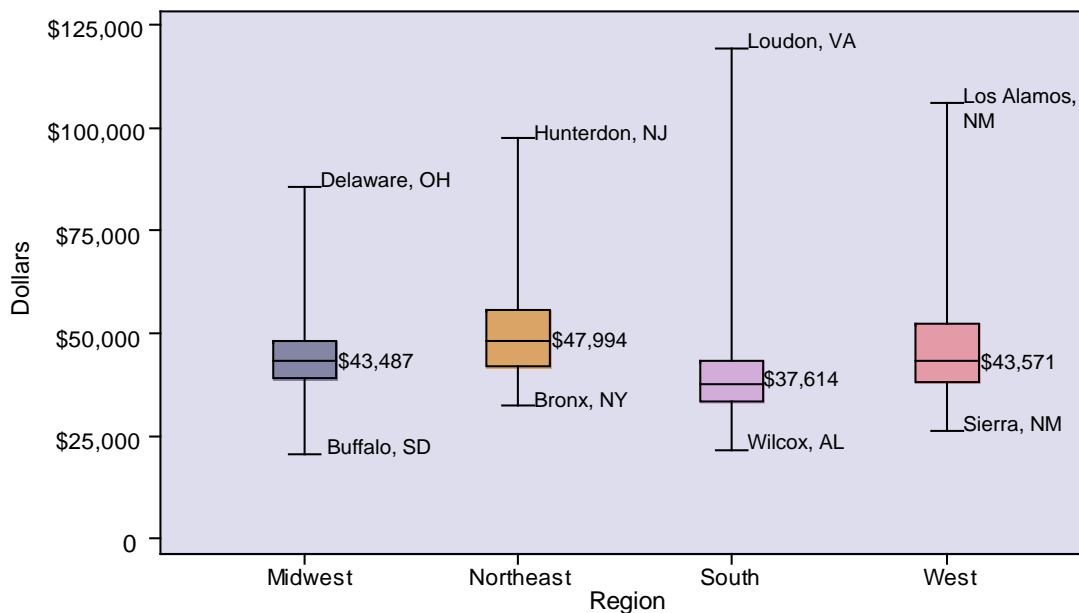 $125,000
$100,000
$75,000
$50,000
$25,000
0
Dollars
Delaware, OH
$43,487
Buffalo, SD
Hunterdon, NJ
$47,994
Bronx, NY
Loudon, VA
$37,614
Wilcox, AL
Los Alamos,
NM
$43,571
Sierra, NM
Midwest
Northeast
South
West
Region